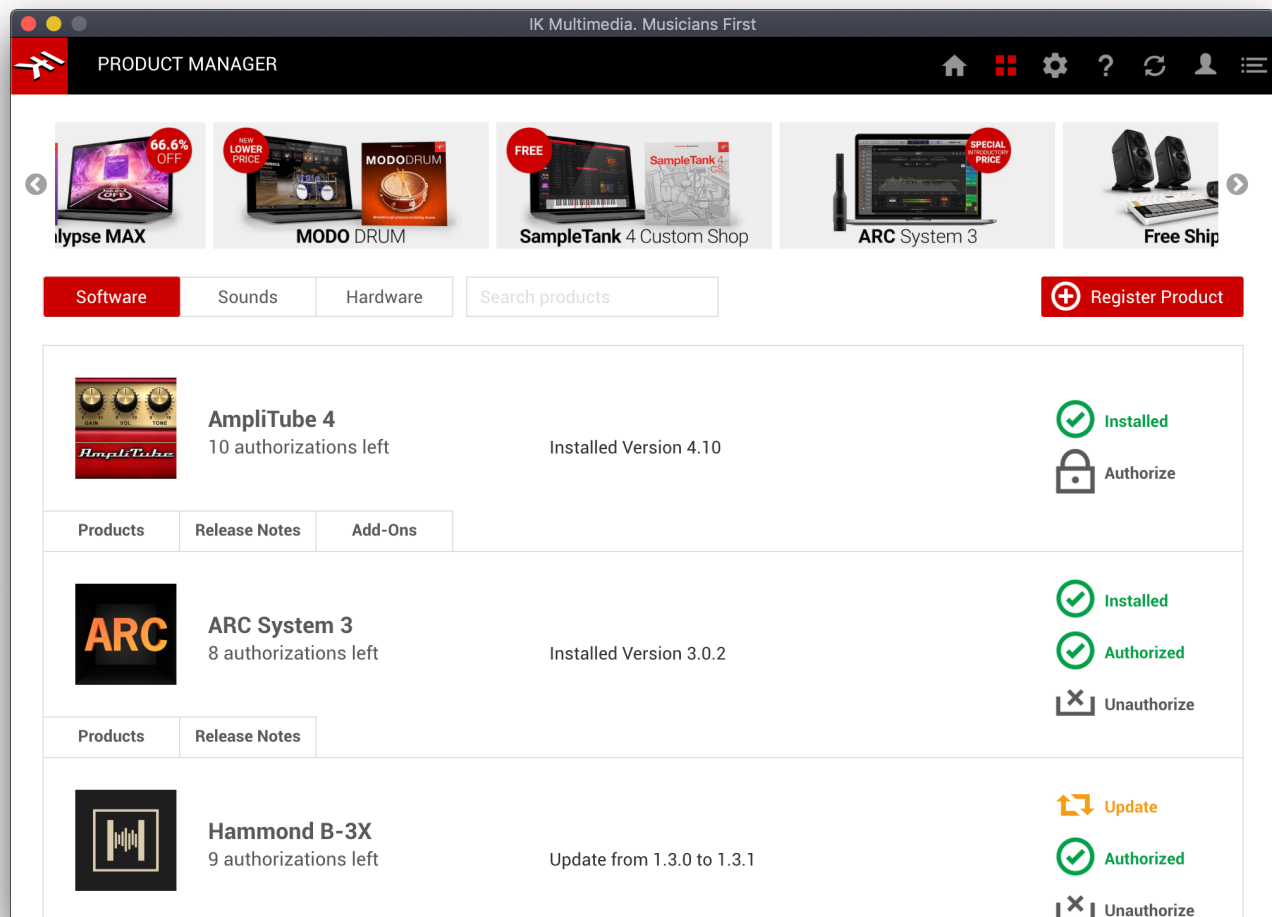 IK Multimedia. Musicians First
PRODUCT MANAGER
66.6%
OFF
lypse MAX
NEW
LOWER
PRICE
MODODRUM
MODO DRUM
FREE
SampleTank 4
CS
SampleTank 4 Custom Shop
SPECIAL
INTRODUCTORY
PRICE
ARC System 3
Free Ship
Software
Sounds
Hardware
Search products
Register Product
GAIN VOL TONE
AmpliTube
AmpliTube 4
10 authorizations left
Installed Version 4.10
Installed
Authorize
Products
Release Notes
Add-Ons
ARC
ARC System 3
8 authorizations left
Installed Version 3.0.2
Installed
Authorized
Unauthorize
Products
Release Notes
Hammond B-3X
9 authorizations left
Update from 1.3.0 to 1.3.1
Update
Authorized
Unauthorize